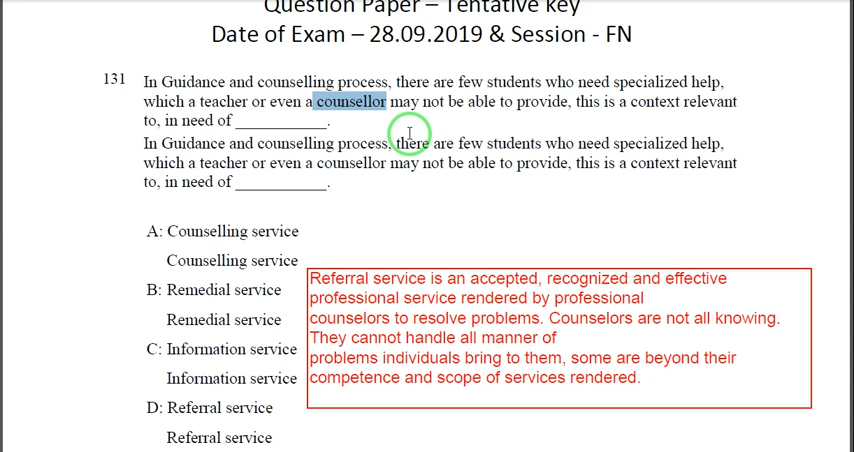 Question Paper – Tentative key
Date of Exam – 28.09.2019 & Session - FN
131 In Guidance and counselling process, there are few students who need specialized help,
which a teacher or even a counsellor may not be able to provide, this is a context relevant
to, in need of ____________.
In Guidance and counselling process, there are few students who need specialized help,
which a teacher or even a counsellor may not be able to provide, this is a context relevant
to, in need of ____________.
A: Counselling service
Counselling service
B: Remedial service
Remedial service
C: Information service
Information service
D: Referral service
Referral service
Referral service is an accepted, recognized and effective
professional service rendered by professional
counselors to resolve problems. Counselors are not all knowing.
They cannot handle all manner of
problems individuals bring to them, some are beyond their
competence and scope of services rendered.